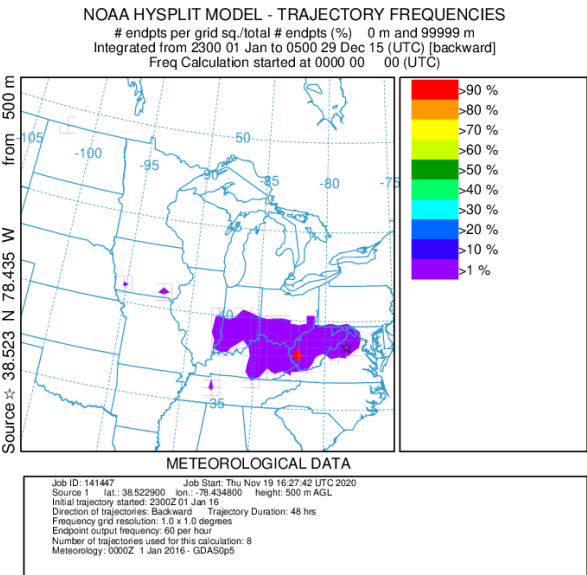 NOAA HYSPLIT MODEL - TRAJECTORY FREQUENCIES
# endpts per grid sq./total # endpts (%) 0 m and 99999 m
Integrated from 2300 01 Jan to 0500 29 Dec 15 (UTC) [backward]
Freq Calculation started at 0000 00 00 (UTC)
Source ☆ 38.523 N 78.435 W from 500 m
-105
-100
-95
-90
-85
-80
-75
50
45
40
35
>90 %
>80 %
>70 %
>60 %
>50 %
>40 %
>30 %
>20 %
>10 %
>1 %
METEOROLOGICAL DATA
Job ID: 141447 Job Start: Thu Nov 19 16:27:42 UTC 2020
Source 1 lat.: 38.522900 lon.: -78.434800 height: 500 m AGL
Initial trajectory started: 2300Z 01 Jan 16
Direction of trajectories: Backward Trajectory Duration: 48 hrs
Frequency grid resolution: 1.0 x 1.0 degrees
Endpoint output frequency: 60 per hour
Number of trajectories used for this calculation: 8
Meteorology: 0000Z 1 Jan 2016 - GDAS0p5